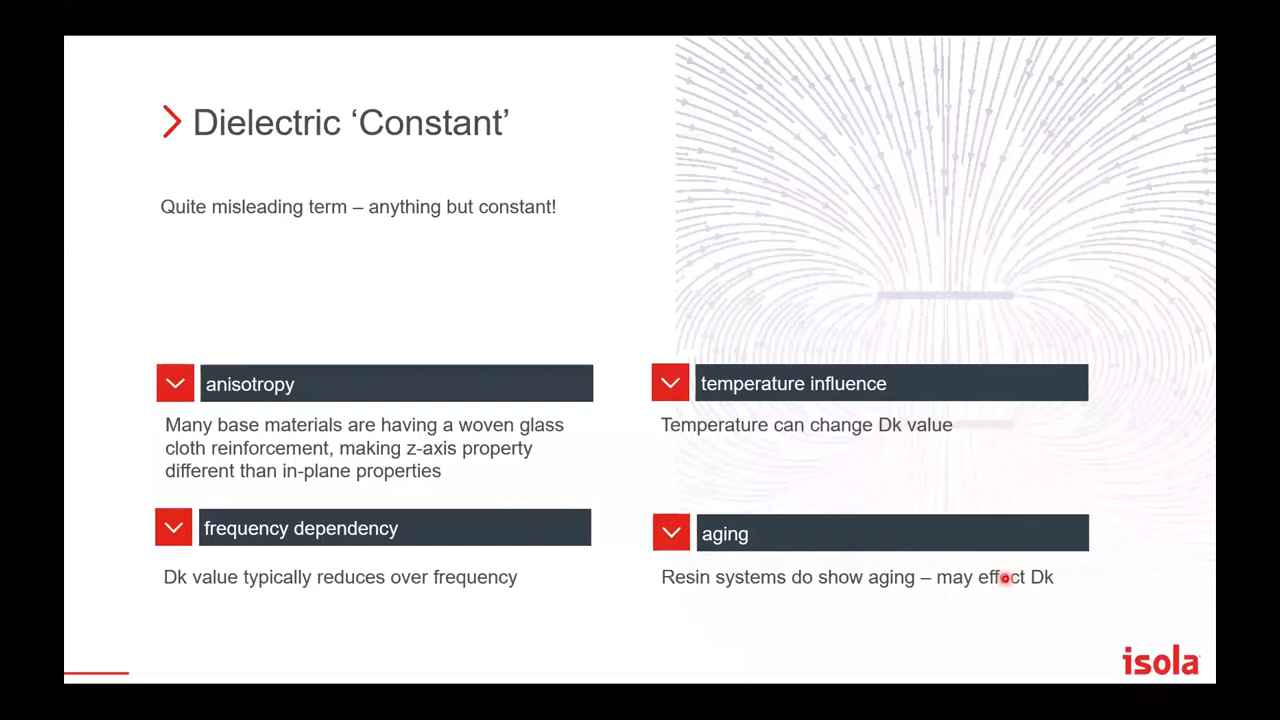 Dielectric ‘Constant’
Quite misleading term – anything but constant!
anisotropy
Many base materials are having a woven glass
cloth reinforcement, making z-axis property
different than in-plane properties
temperature influence
Temperature can change Dk value
frequency dependency
Dk value typically reduces over frequency
aging
Resin systems do show aging – may effect Dk
isola